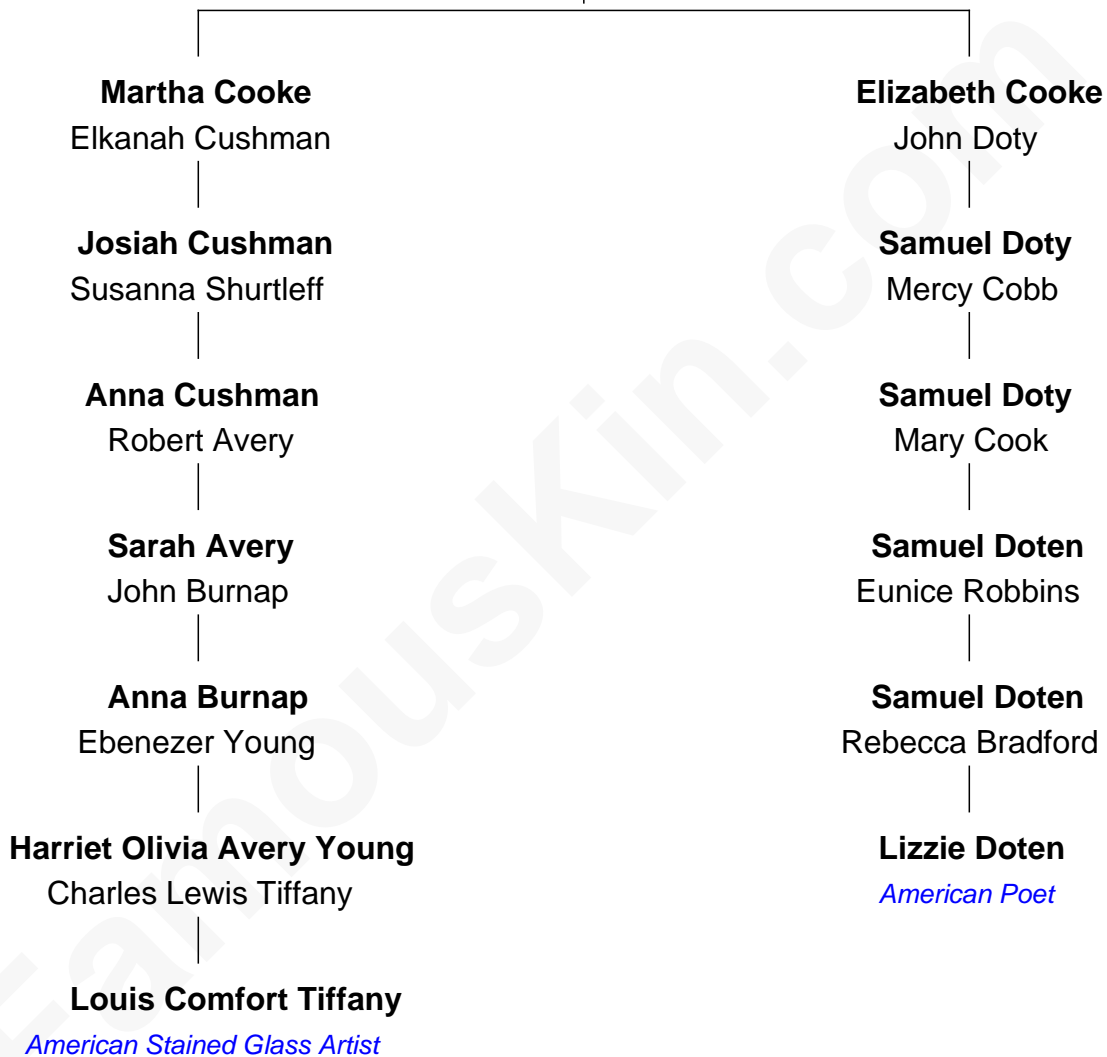 Martha Cooke
Elkanah Cushman
Elizabeth Cooke
John Doty
Josiah Cushman
Susanna Shurtleff
Samuel Doty
Mercy Cobb
Anna Cushman
Robert Avery
Samuel Doty
Mary Cook
Sarah Avery
John Burnap
Samuel Doten
Eunice Robbins
Anna Burnap
Ebenezer Young
Samuel Doten
Rebecca Bradford
Harriet Olivia Avery Young
Charles Lewis Tiffany
Lizzie Doten
American Poet
Louis Comfort Tiffany
American Stained Glass Artist
FamousKin.com